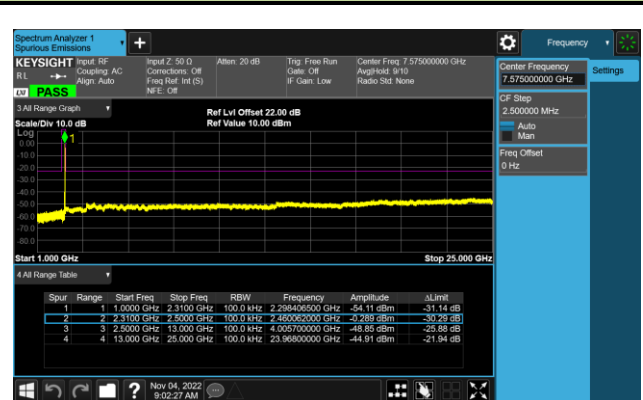 Spectrum Analyzer 1
Spurious Emissions
Frequency
KEYSIGHT
RL
LXI
PASS
Input: RF
Coupling: AC
Align: Auto
Input Z: 50 Ω
Corrections: Off
Freq Ref: Int (S)
NFE: Off
Atten: 20 dB
Trig: Free Run
Gate: Off
IF Gain: Low
Center Freq: 7.575000000 GHz
Avg|Hold: 9/10
Radio Std: None
Center Frequency
7.575000000 GHz
Settings
CF Step
2.500000 MHz
Auto
Man
Freq Offset
0 Hz
3 All Range Graph
Scale/Div 10.0 dB
Ref Lvl Offset 22.00 dB
Ref Value 10.00 dBm
Log
1
0.00
-10.0
-20.0
-30.0
-40.0
-50.0
-60.0
-70.0
-80.0
Start 1.000 GHz
Stop 25.000 GHz
4 All Range Table
Spur Range Start Freq Stop Freq RBW Frequency Amplitude ΔLimit
1 1 1.0000 GHz 2.3100 GHz 100.0 kHz 2.298406500 GHz -54.11 dBm -31.14 dB
2 2 2.3100 GHz 2.5000 GHz 100.0 kHz 2.460062000 GHz -0.289 dBm -30.29 dB
3 3 2.5000 GHz 13.000 GHz 100.0 kHz 4.005700000 GHz -48.85 dBm -25.88 dB
4 4 13.000 GHz 25.000 GHz 100.0 kHz 23.96800000 GHz -44.91 dBm -21.94 dB
?
Nov 04, 2022
9:02:27 AM